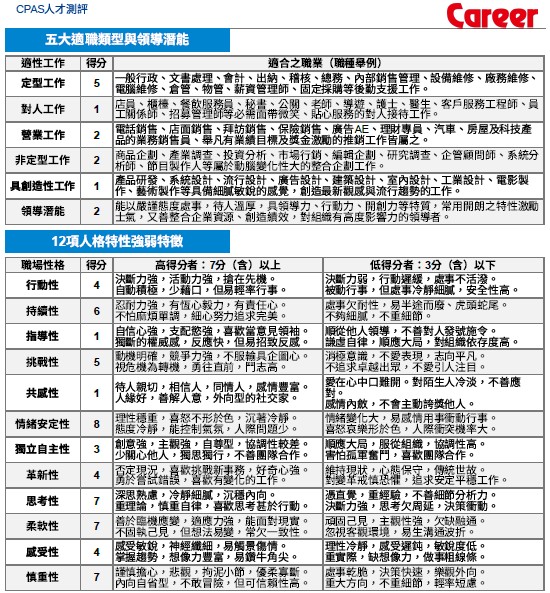 CPAS人才測評
Career
五大適職類型與領導潛能
適性工作 得分 適合之職業（職種舉例）
定型工作 5 一般行政、文書處理、會計、出納、稽核、總務、內部銷售管理、設備維修、廠務維修、
電腦維修、倉管、物管、薪資管理師、固定採購等後勤支援工作。
對人工作 1 店員、櫃檯、餐飲服務員、秘書、公關、老師、導遊、護士、醫生、客戶服務工程師、員
工關係師、招募管理師等必需面帶微笑、貼心服務的對人接待工作。
營業工作 2 電話銷售、店面銷售、拜訪銷售、保險銷售、廣告AE、理財專員、汽車、房屋及科技產
品的業務銷售員、舉凡有業績目標及獎金激勵的推銷工作皆屬之。
非定型工作 2 商品企劃、產業調查、投資分析、市場行銷、編輯企劃、研究調查、企管顧問師、系統分
析師、節目製作人等屬於動腦變化性大的整合企劃工作。
具創造性工作 1 產品研發、系統設計、流行設計、廣告設計、建築設計、室內設計、工業設計、電影製
作、藝術製作等具備細膩敏銳的感覺，創造最新觀感與流行趨勢的工作。
領導潛能 2 能以嚴謹態度處事，待人溫厚，具領導力、行動力、開創力等特質，常用開朗之特性激勵
士氣，又善整合企業資源、創造績效，對組織有高度影響力的領導者。
12項人格特性強弱特徵
職場性格 得分 高得分者：7分（含）以上 低得分者：3分（含）以下
行動性 4 決斷力強，活動力強，搶在先機。 決斷力弱，行動遲緩，處事不活潑。
自動積極，少藉口，但易輕率行事。 被動行事，但處事冷靜細膩，安全性高。
持續性 6 忍耐力強，有恆心毅力，有責任心。 處事欠耐性，易半途而廢、虎頭蛇尾。
不怕麻煩單調，細心努力追求完美。 不夠細膩，不重細節。
指導性 1 自信心強，支配慾強，喜歡當意見領袖。 順從他人領導，不善對人發號施令。
獨斷的權威感，反應快，但易招致反感。 謙虛自律，順應大局，對組織依存度高。
挑戰性 5 動機明確，競爭力強，不服輸具企圖心。 消極意識，不愛表現，志向平凡。
視危機為轉機，勇往直前，鬥志高。 不追求卓越出眾，不愛引人注目。
共感性 1 待人親切，相信人，同情人，感情豐富。
人緣好，善解人意，外向型的社交家。 愛在心中口難開。對陌生人冷淡，不善應
對。
感情內斂，不會主動誇獎他人。
情緒安定性 8 理性穩重，喜怒不形於色，沉著冷靜。 情緒變化大，易感情用事衝動行事。
態度冷靜，能控制氣氛，人際問題少。 喜怒哀樂形於色，人際衝突機率大。
獨立自主性 3 創意強，主觀強，自尊型，協調性較差。 順應大局，服從組織，協調性高。
少關心他人，獨思獨行，不善團隊合作。 害怕孤軍奮鬥，喜歡團隊合作。
革新性 4 否定現況，喜歡挑戰新事務，好奇心強。 維持現狀，心態保守，傳統世故。
勇於嘗試錯誤，喜歡有變化的工作。 對變革戒慎恐懼，追求安定平穩工作。
思考性 7 深思熟慮，冷靜細膩，沉穩內向。 憑直覺，重經驗，不善細節分析力。
重理論，慎重自律，喜歡思考甚於行動。 決斷力強，思考欠周延，決策衝動。
柔軟性 7 善於臨機應變，適應力強，能面對現實。 頑固己見，主觀性強，欠缺融通。
不固執己見，但想法易變，常欠一致性。 忽視客觀環境，易生溝通波折。
感受性 4 感受敏銳，神經纖細，易觸景傷情。 理性冷靜，感受遲鈍，敏銳度低。
掌握趨勢，想像力豐富，易鑽牛角尖。 重實際，缺想像力，做事粗線條。
慎重性 7 謹慎擔心，悲觀，拘泥小節，優柔寡斷。 處事乾脆，決策快速，樂觀外向。
內向自省型，不敢冒險，但可信賴性高。 重大方向，不重細節，輕率短慮。